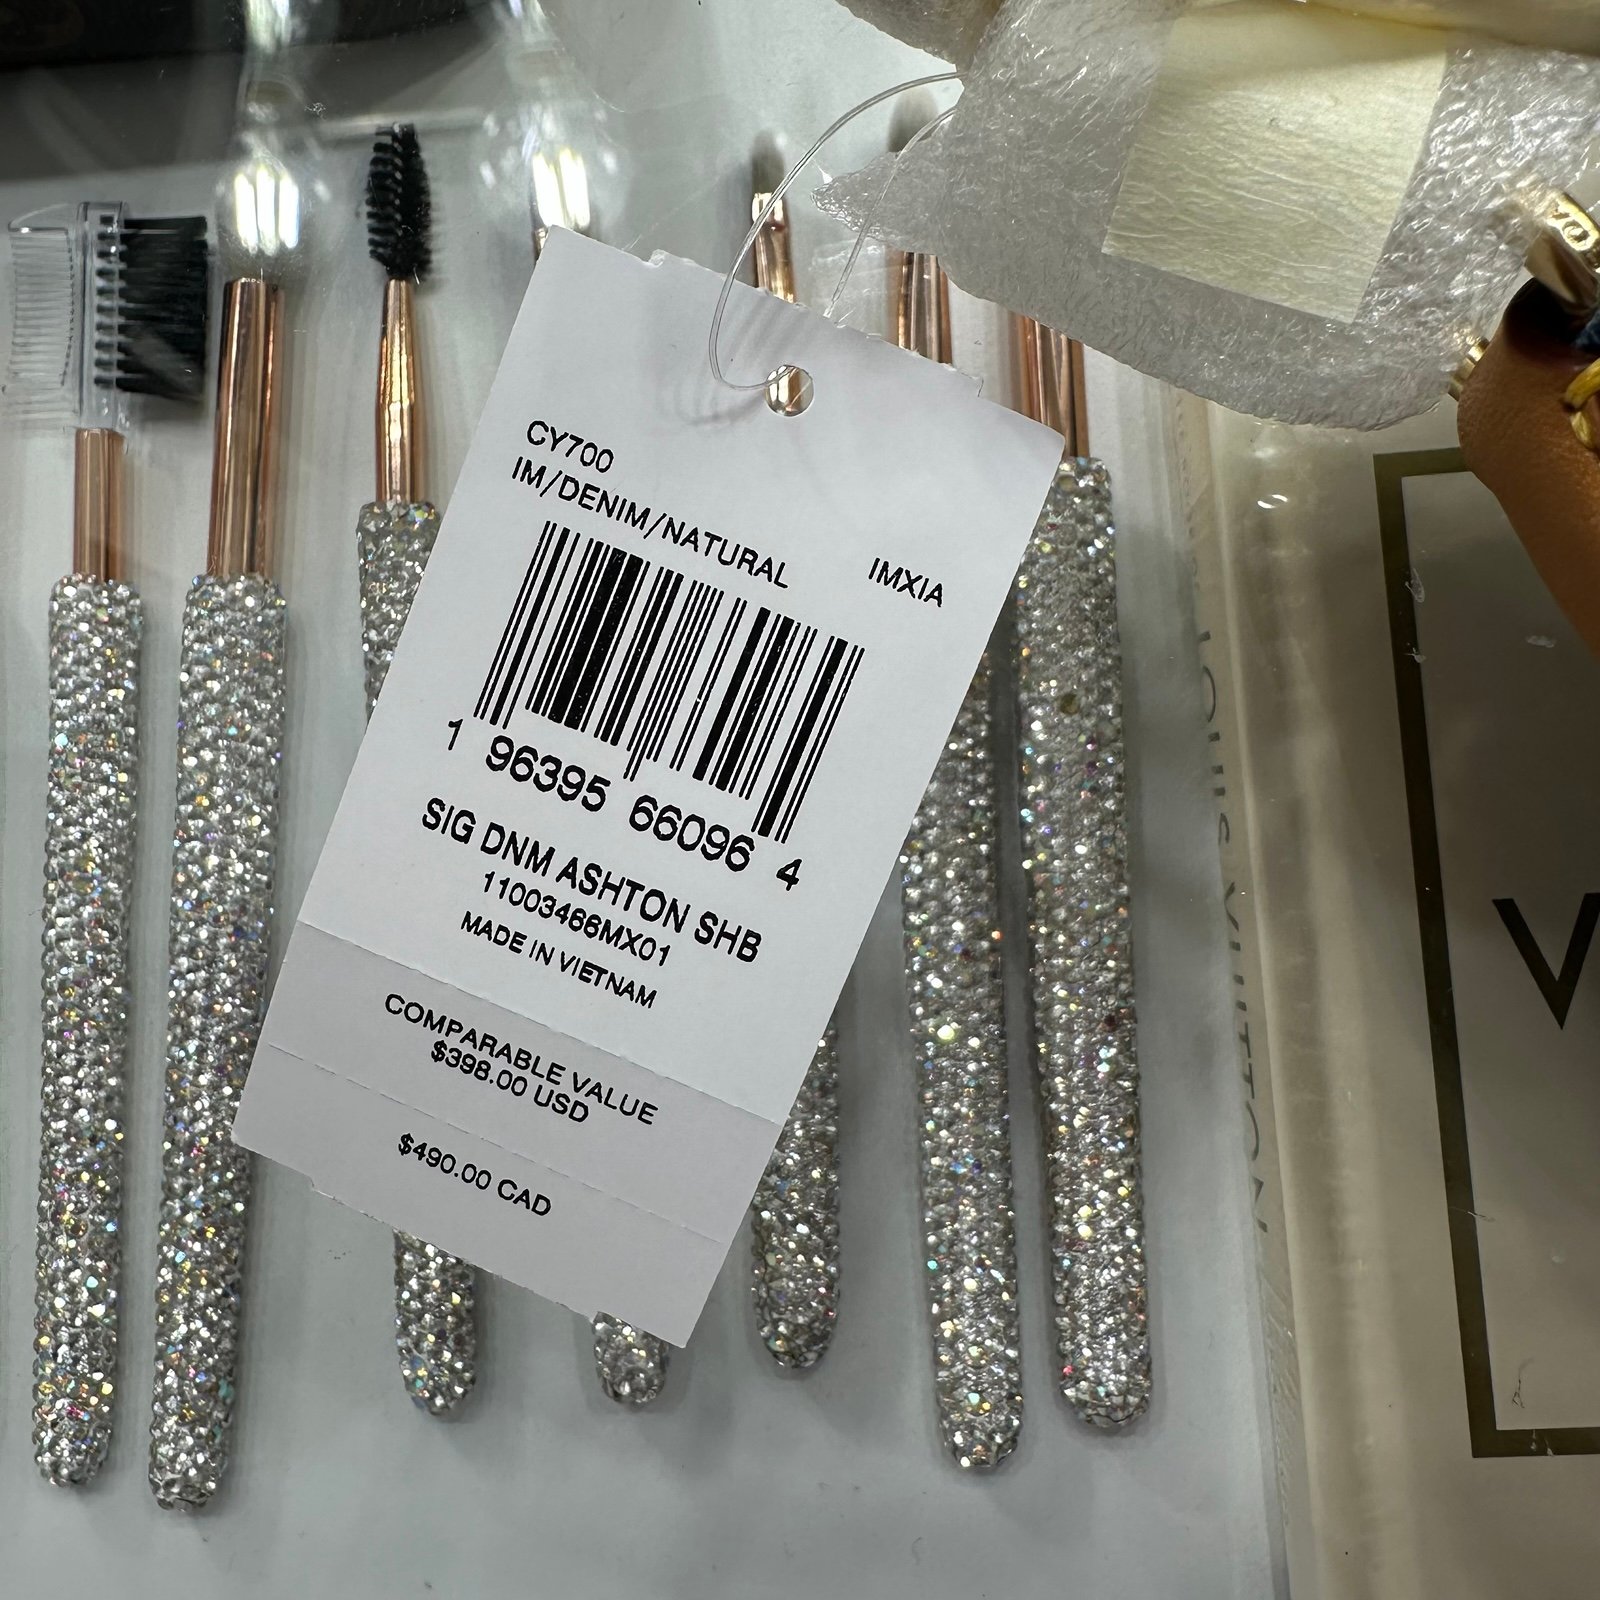 CY700
IM/DENIM/NATURAL
IMXIA
1 96395 66096 4
SIG DNM ASHTON SHB
11003466MX01
MADE IN VIETNAM
COMPARABLE VALUE
$398.00 USD
$490.00 CAD
LOUIS VUITTON
V